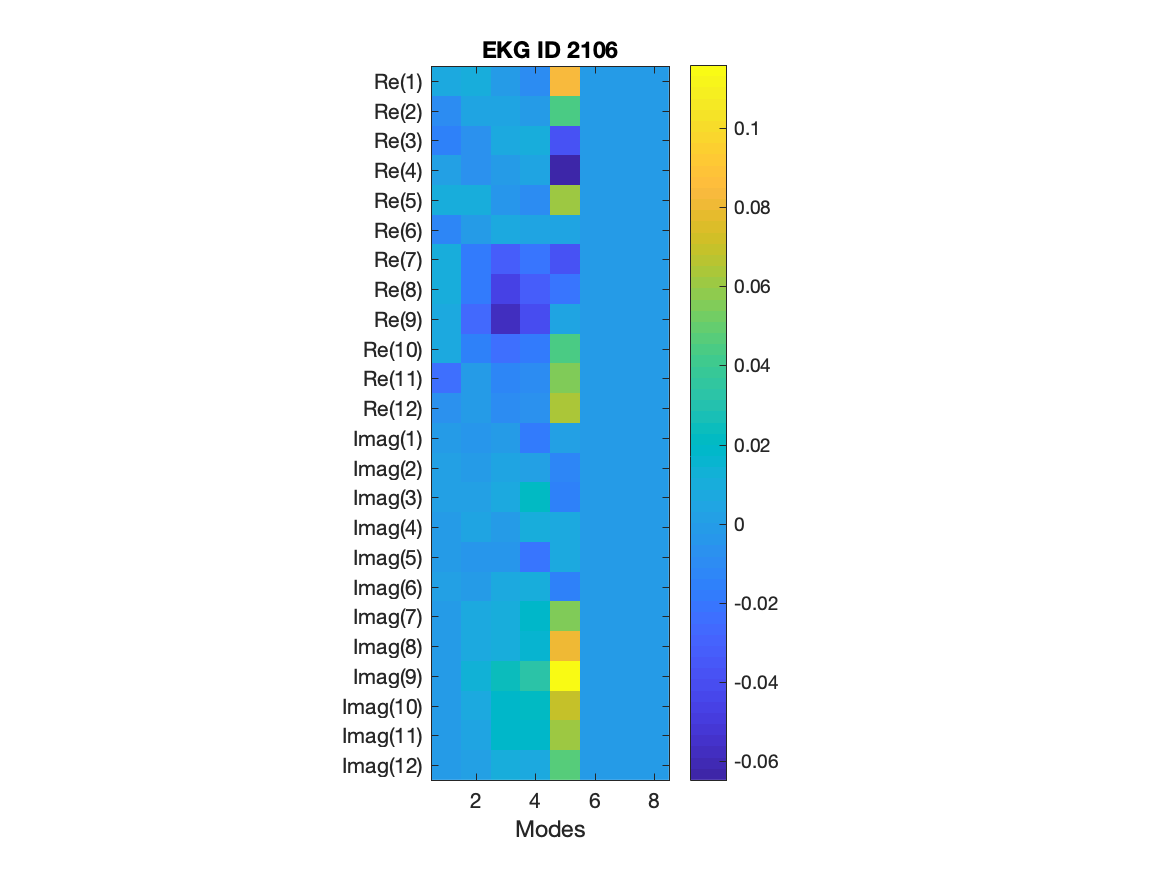 EKG ID 2106
Re(1)
Re(2)
Re(3)
Re(4)
Re(5)
Re(6)
Re(7)
Re(8)
Re(9)
Re(10)
Re(11)
Re(12)
Imag(1)
Imag(2)
Imag(3)
Imag(4)
Imag(5)
Imag(6)
Imag(7)
Imag(8)
Imag(9)
Imag(10)
Imag(11)
Imag(12)
2 4 6 8
Modes
0.1
0.08
0.06
0.04
0.02
0
-0.02
-0.04
-0.06